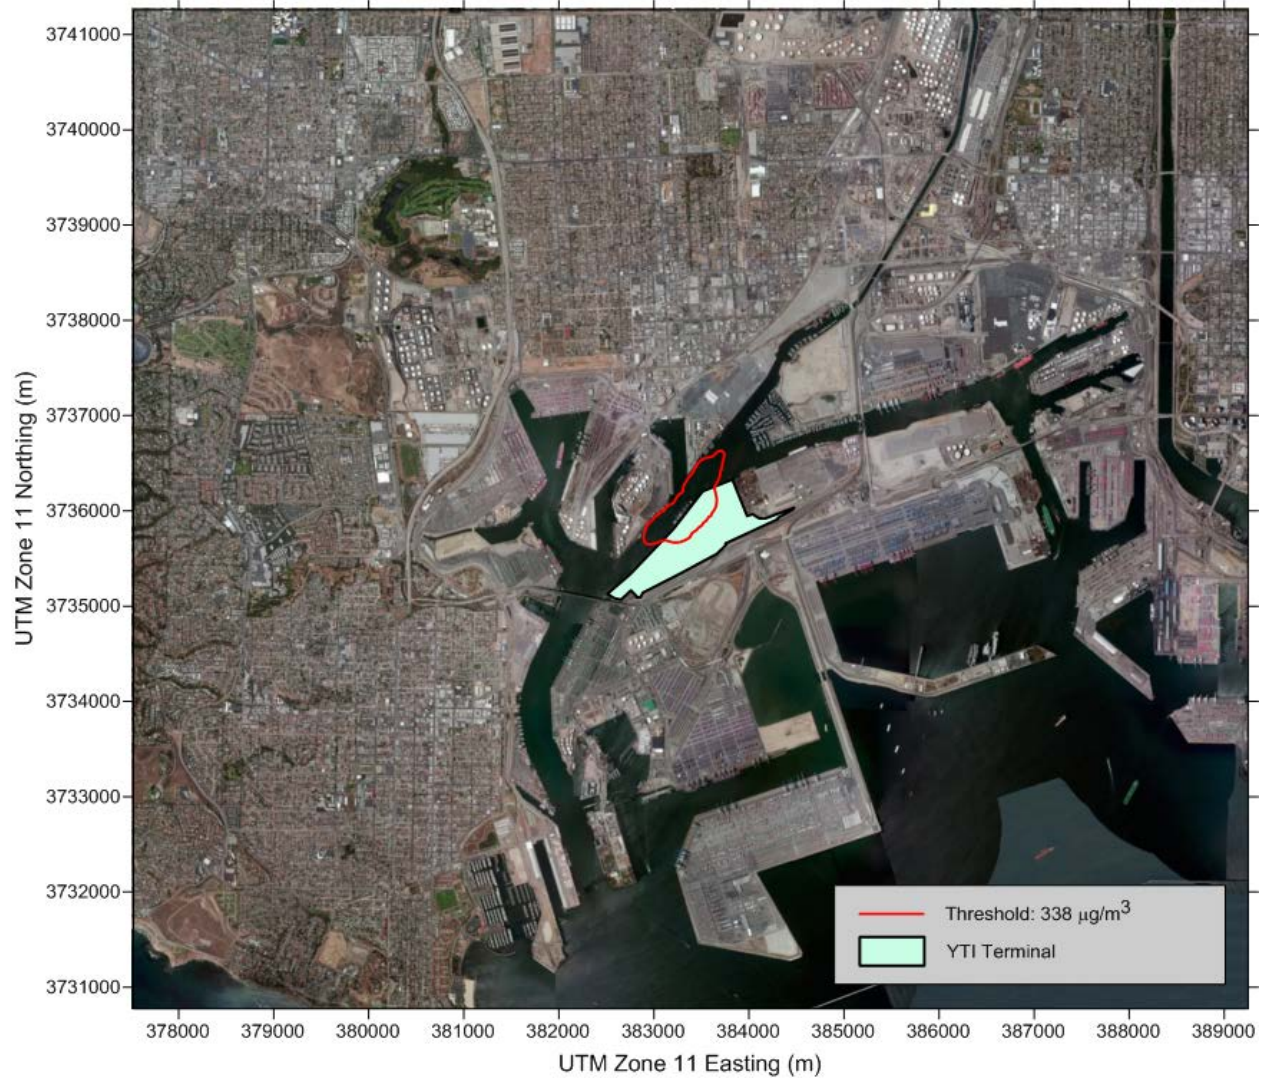 3741000
3740000
3739000
3738000
3737000
3736000
3735000
3734000
3733000
3732000
3731000
UTM Zone 11 Northing (m)
Threshold: 338 μg/m³
YTI Terminal
378000 379000 380000 381000 382000 383000 384000 385000 386000 387000 388000 389000
UTM Zone 11 Easting (m)